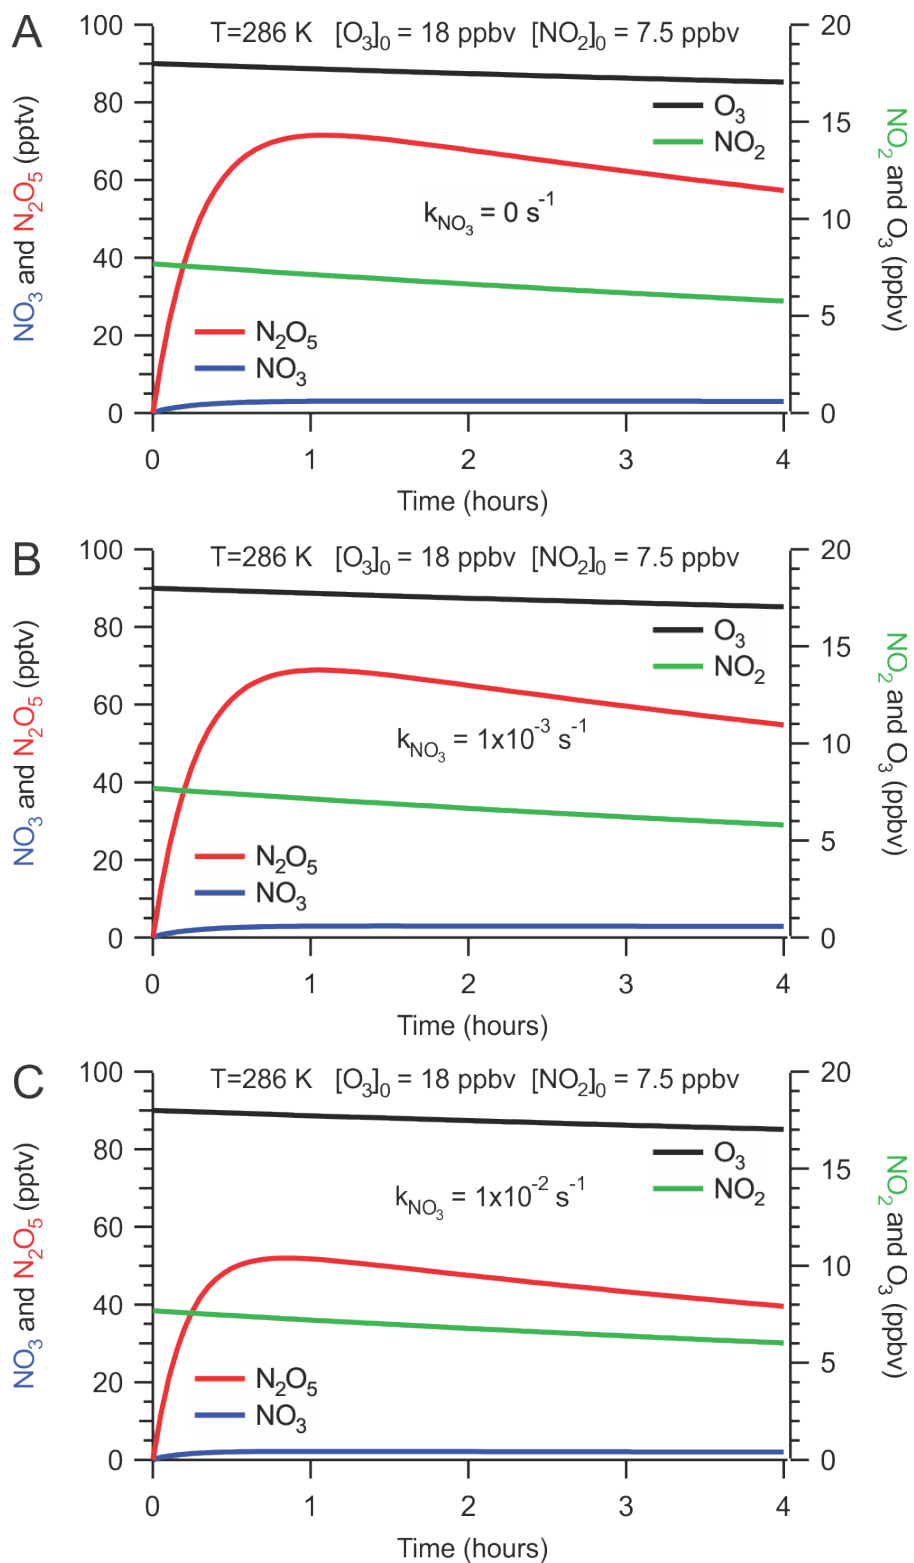 A
T=286 K [O₃]₀ = 18 ppbv [NO₂]₀ = 7.5 ppbv
100
80
60
40
20
0
NO₃ and N₂O₅ (pptv)
20
15
10
5
0
NO₂ and O₃ (ppbv)
O₃
NO₂
k_NO₃ = 0 s⁻¹
N₂O₅
NO₃
0 1 2 3 4
Time (hours)
B
T=286 K [O₃]₀ = 18 ppbv [NO₂]₀ = 7.5 ppbv
100
80
60
40
20
0
NO₃ and N₂O₅ (pptv)
20
15
10
5
0
NO₂ and O₃ (ppbv)
O₃
NO₂
k_NO₃ = 1x10⁻³ s⁻¹
N₂O₅
NO₃
0 1 2 3 4
Time (hours)
C
T=286 K [O₃]₀ = 18 ppbv [NO₂]₀ = 7.5 ppbv
100
80
60
40
20
0
NO₃ and N₂O₅ (pptv)
20
15
10
5
0
NO₂ and O₃ (ppbv)
O₃
NO₂
k_NO₃ = 1x10⁻² s⁻¹
N₂O₅
NO₃
0 1 2 3 4
Time (hours)